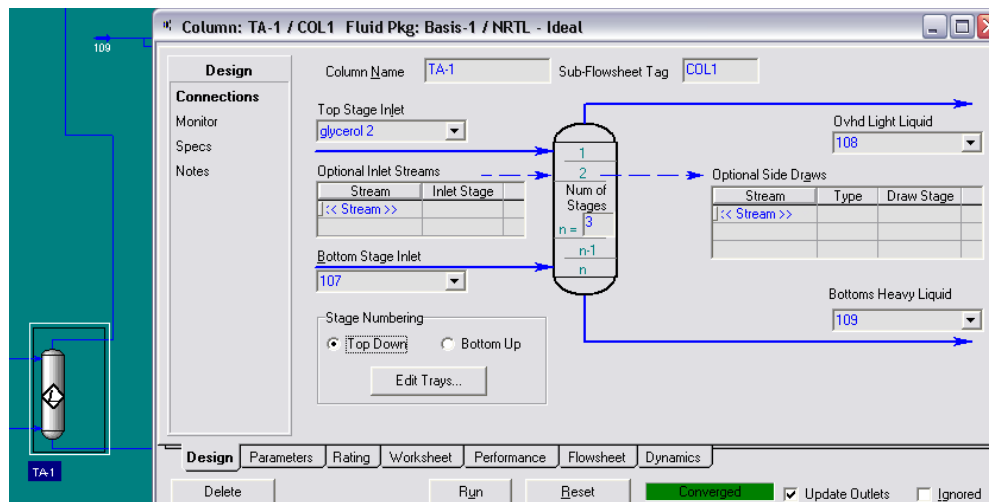 Column: TA-1 / COL1 Fluid Pkg: Basis-1 / NRTL - Ideal
109
Design
Connections
Monitor
Specs
Notes
Column Name TA-1 Sub-Flowsheet Tag COL1
Top Stage Inlet
glycerol 2
Optional Inlet Streams
Stream Inlet Stage
<< Stream >>
Bottom Stage Inlet
107
Stage Numbering
Top Down Bottom Up
Edit Trays...
1
2
Num of
Stages
n = 3
n-1
n
Ovhd Light Liquid
108
Optional Side Draws
Stream Type Draw Stage
<< Stream >>
Bottoms Heavy Liquid
109
L
TA-1
Design Parameters Rating Worksheet Performance Flowsheet Dynamics
Delete Run Reset Converged Update Outlets Ignored